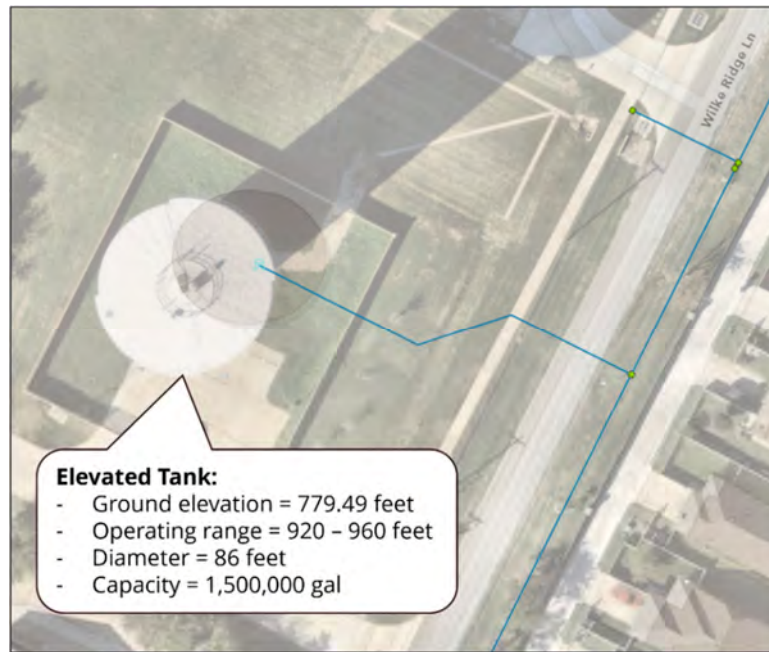 Wilke Ridge Ln
Elevated Tank:
- Ground elevation = 779.49 feet
- Operating range = 920 – 960 feet
- Diameter = 86 feet
- Capacity = 1,500,000 gal